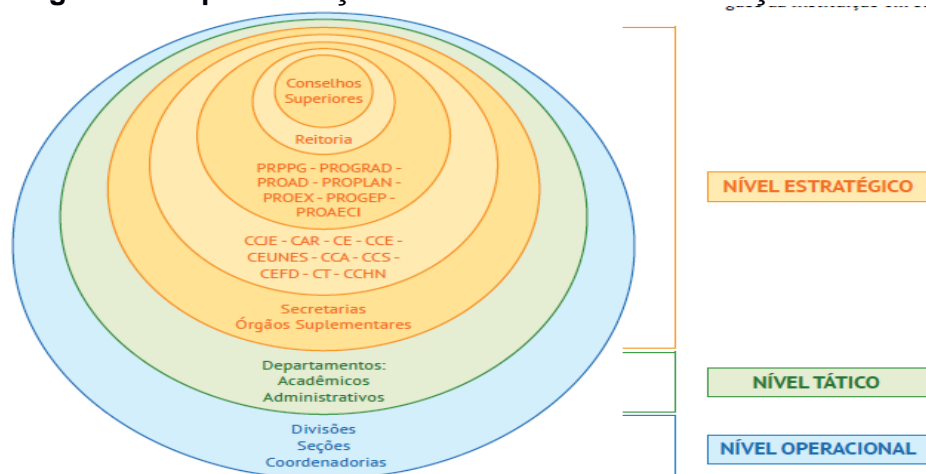 Conselhos
Superiores
Reitoria
PRPPG - PROGRAD -
PROAD - PROPLAN -
PROEX - PROGEP -
PROAECI
CCJE - CAR - CE - CCE -
CEUNES - CCA - CCS -
CEFD - CT - CCHN
Secretarias
Órgãos Suplementares
Departamentos:
Acadêmicos
Administrativos
Divisões
Seções
Coordenadorias
NÍVEL ESTRATÉGICO
NÍVEL TÁTICO
NÍVEL OPERACIONAL